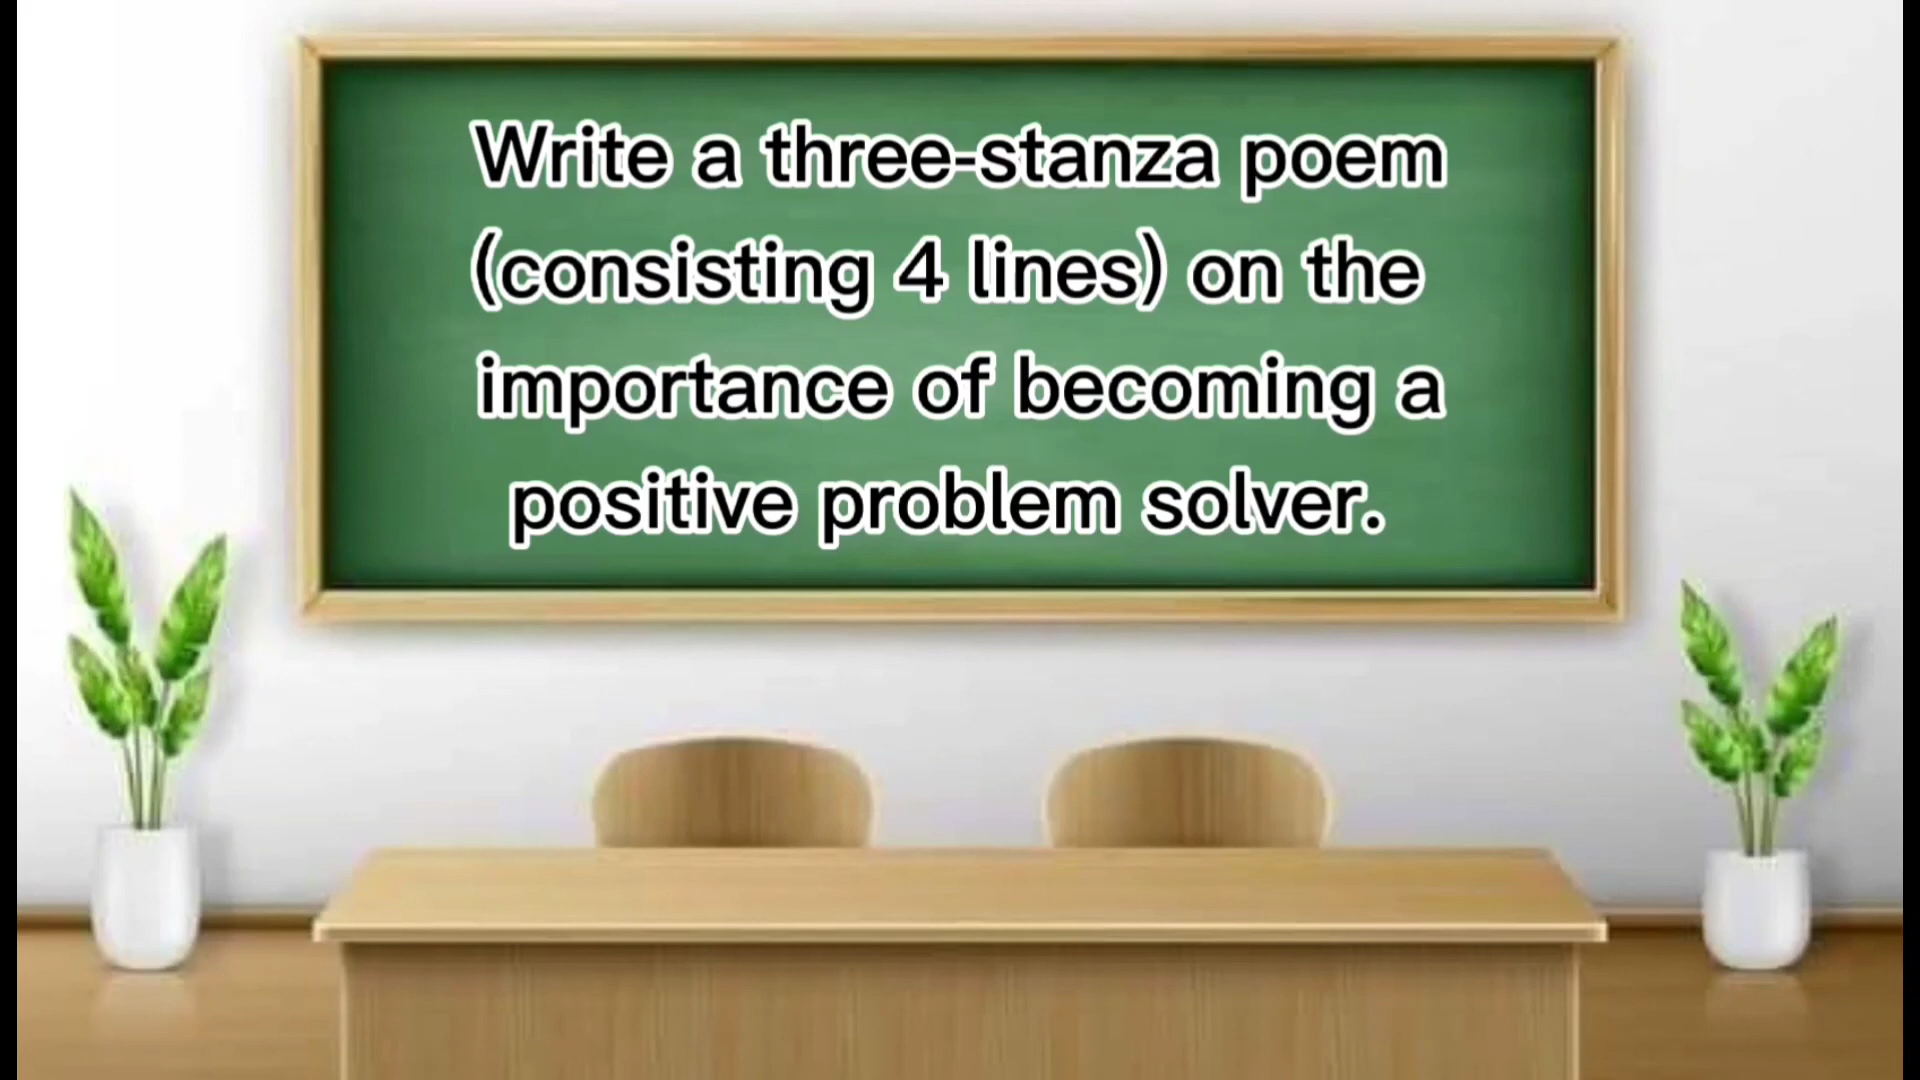 Write a three-stanza poem
(consisting 4 lines) on the
importance of becoming a
positive problem solver.